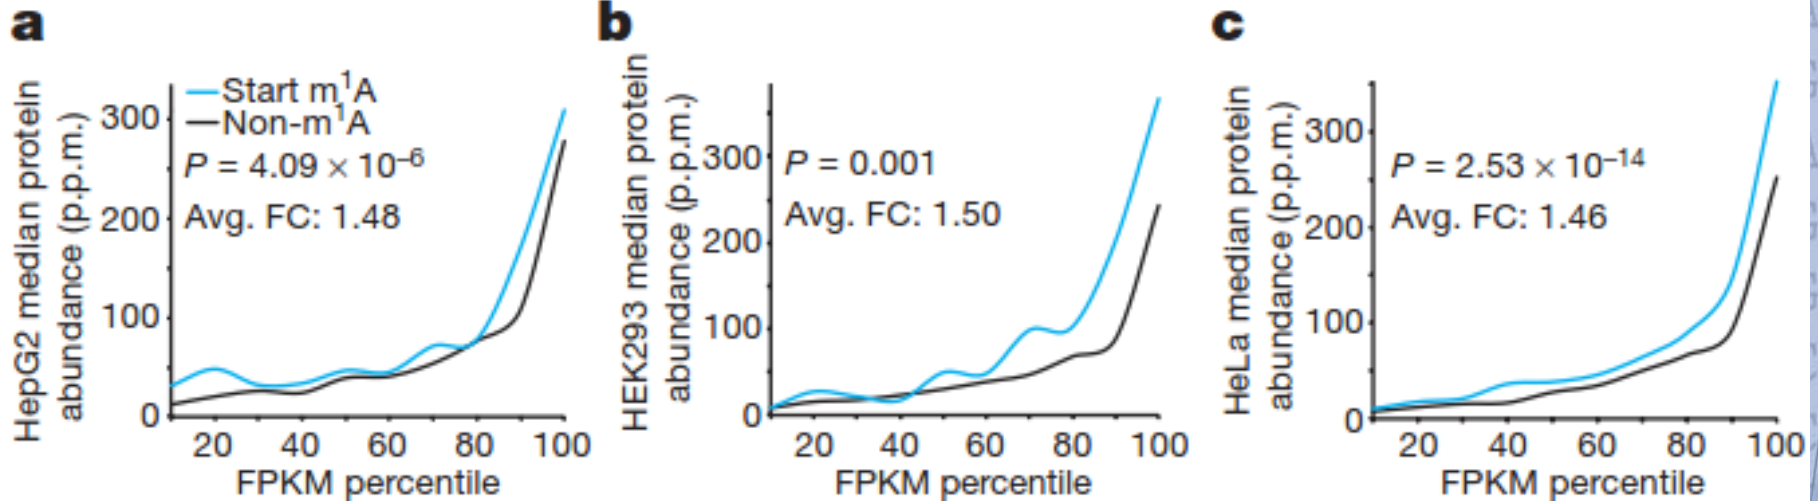 a
HepG2 median protein
abundance (p.p.m.)
300
200
100
0
Start m¹A
Non-m¹A
P = 4.09 × 10⁻⁶
Avg. FC: 1.48
20 40 60 80 100
FPKM percentile
b
HEK293 median protein
abundance (p.p.m.)
300
200
100
0
P = 0.001
Avg. FC: 1.50
20 40 60 80 100
FPKM percentile
c
HeLa median protein
abundance (p.p.m.)
300
200
100
0
P = 2.53 × 10⁻¹⁴
Avg. FC: 1.46
20 40 60 80 100
FPKM percentile